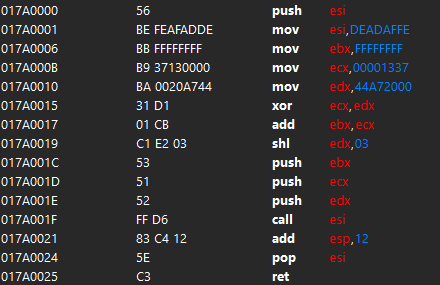 017A0000 56 push esi
017A0001 BE FEAFADDE mov esi,DEADAFFE
017A0006 BB FFFFFFFF mov ebx,FFFFFFFF
017A000B B9 37130000 mov ecx,00001337
017A0010 BA 0020A744 mov edx,44A72000
017A0015 31 D1 xor ecx,edx
017A0017 01 CB add ebx,ecx
017A0019 C1 E2 03 shl edx,03
017A001C 53 push ebx
017A001D 51 push ecx
017A001E 52 push edx
017A001F FF D6 call esi
017A0021 83 C4 12 add esp,12
017A0024 5E pop esi
017A0025 C3 ret